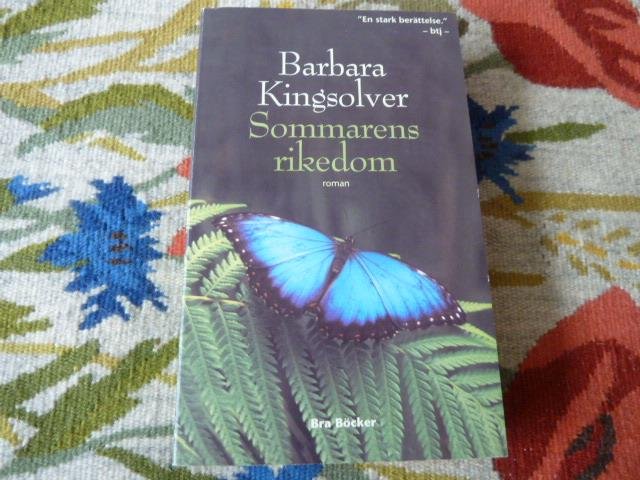 "En stark berättelse."
– btj –
Barbara
Kingsolver
Sommarens
rikedom
roman
Bra Böcker